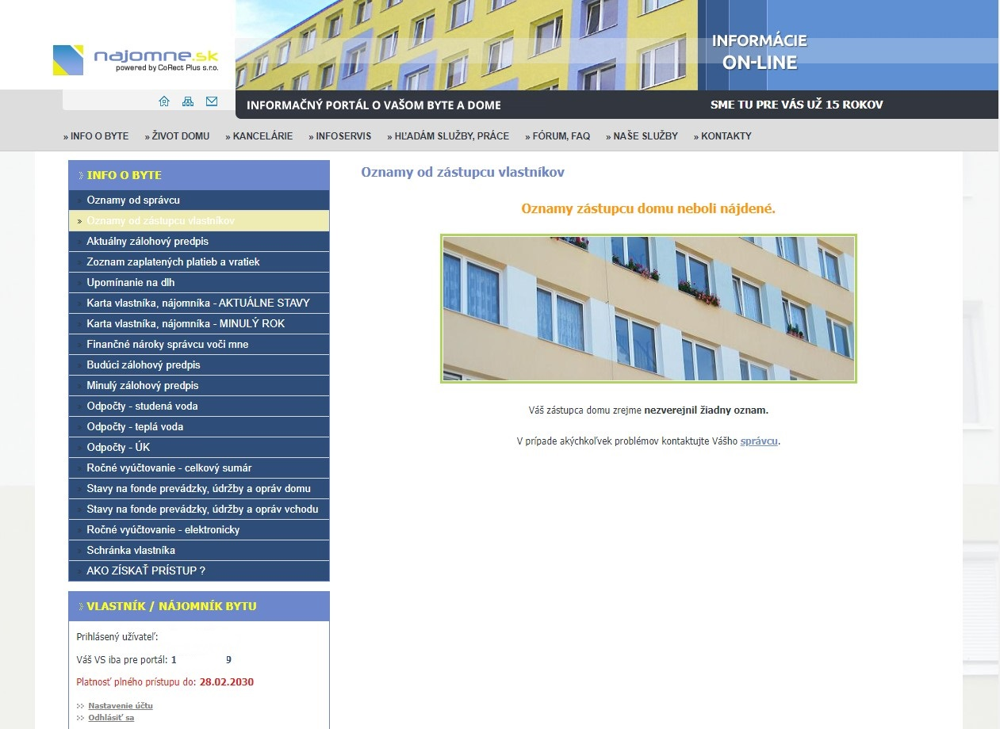 najomne.sk
powered by CoRect Plus s.r.o.
INFORMÁCIE
ON-LINE
INFORMAČNÝ PORTÁL O VAŠOM BYTE A DOME
SME TU PRE VÁS UŽ 15 ROKOV
» INFO O BYTE » ŽIVOT DOMU » KANCELÁRIE » INFOSERVIS » HĽADÁM SLUŽBY, PRÁCE » FÓRUM, FAQ » NAŠE SLUŽBY » KONTAKTY
INFO O BYTE
Oznamy od správcu
Oznamy od zástupcu vlastníkov
Aktuálny zálohový predpis
Zoznam zaplatených platieb a vratiek
Upomínanie na dlh
Karta vlastníka, nájomníka - AKTUÁLNE STAVY
Karta vlastníka, nájomníka - MINULÝ ROK
Finančné nároky správcu voči mne
Budúci zálohový predpis
Minulý zálohový predpis
Odpočty - studená voda
Odpočty - teplá voda
Odpočty - ÚK
Ročné vyúčtovanie - celkový sumár
Stavy na fonde prevádzky, údržby a opráv domu
Stavy na fonde prevádzky, údržby a opráv vchodu
Ročné vyúčtovanie - elektronicky
Schránka vlastníka
AKO ZÍSKAŤ PRÍSTUP ?
VLASTNÍK / NÁJOMNÍK BYTU
Prihlásený užívateľ:
Váš VS iba pre portál: 1 9
Platnosť plného prístupu do: 28.02.2030
Nastavenie účtu
Odhlásiť sa
Oznamy od zástupcu vlastníkov
Oznamy zástupcu domu neboli nájdené.
Váš zástupca domu zrejme nezverejnil žiadny oznam.
V prípade akýchkoľvek problémov kontaktujte Vášho správcu.